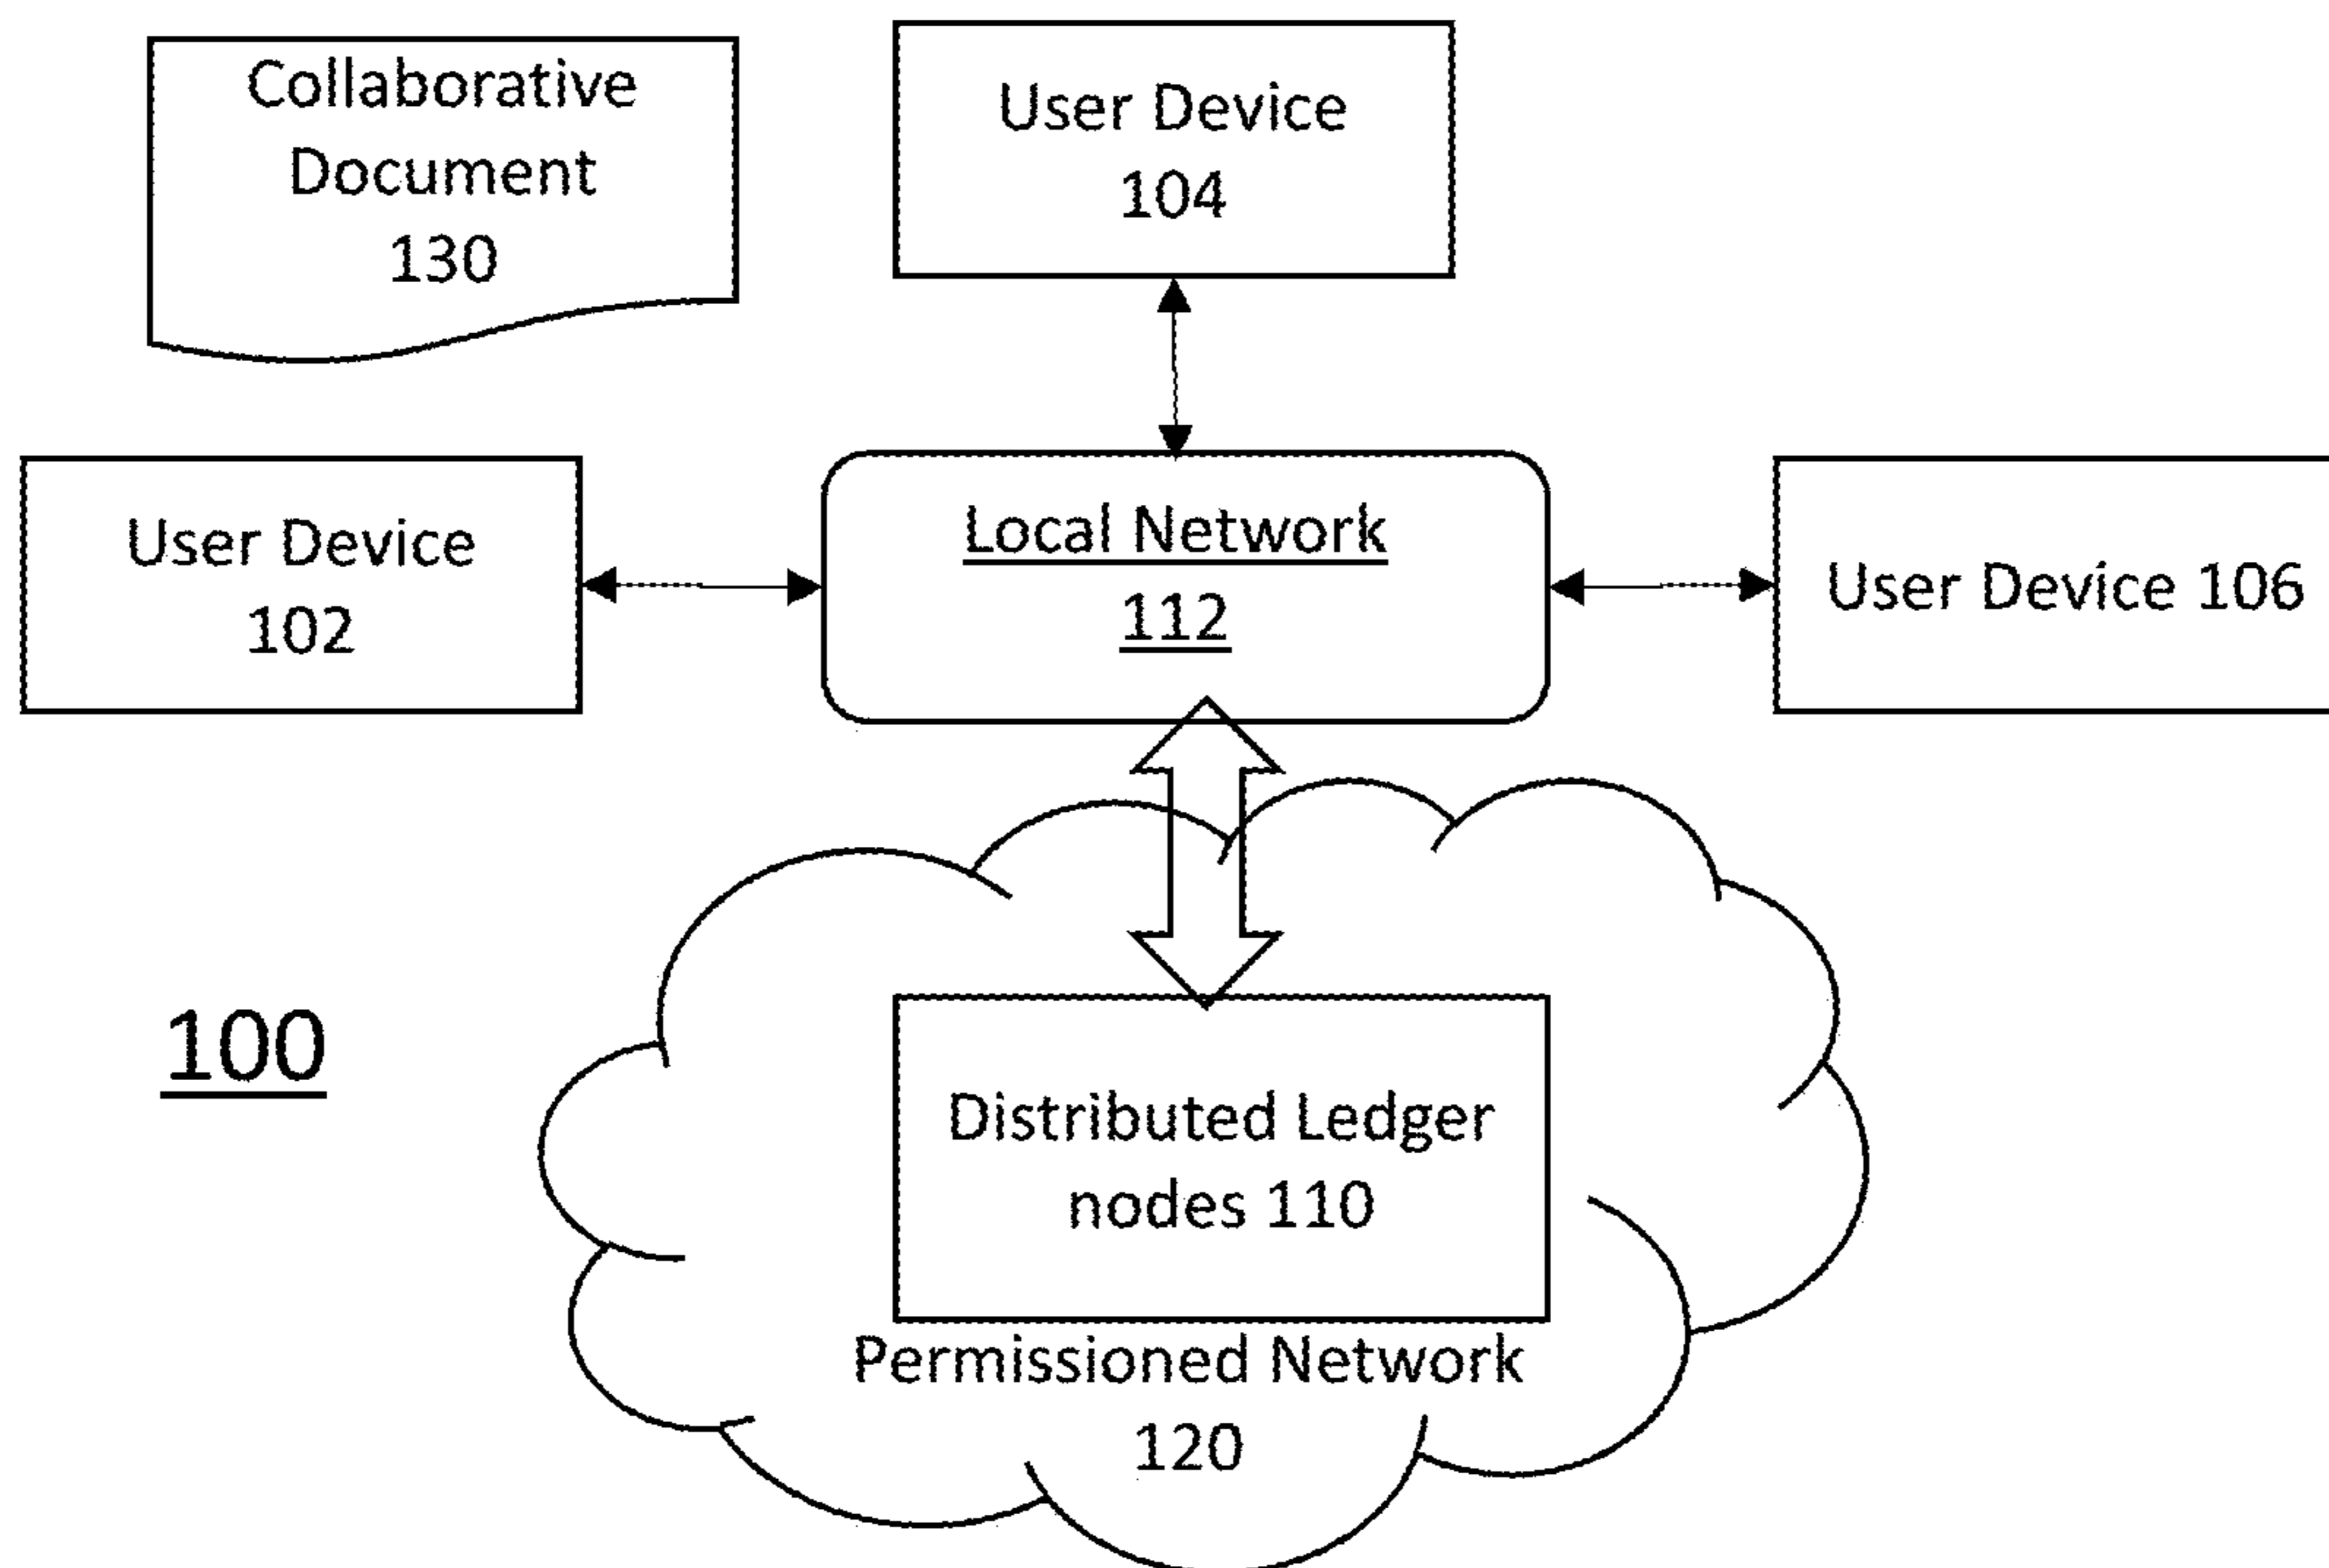 Collaborative
Document
130
User Device
104
User Device
102
Local Network
112
User Device 106
100
Distributed Ledger
nodes 110
Permissioned Network
120